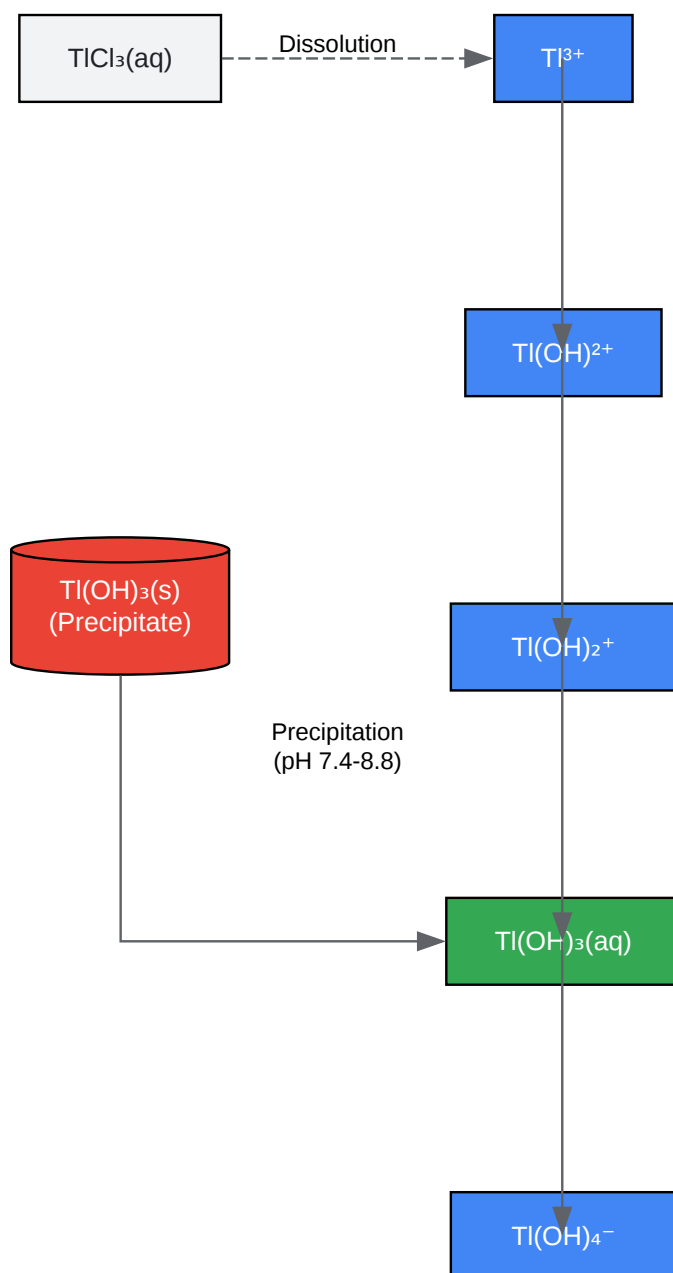 TlCl₃(aq)
Dissolution
Tl³⁺
Tl(OH)²⁺
Tl(OH)₃(s)
(Precipitate)
Tl(OH)₂⁺
Precipitation
(pH 7.4-8.8)
Tl(OH)₃(aq)
Tl(OH)₄⁻